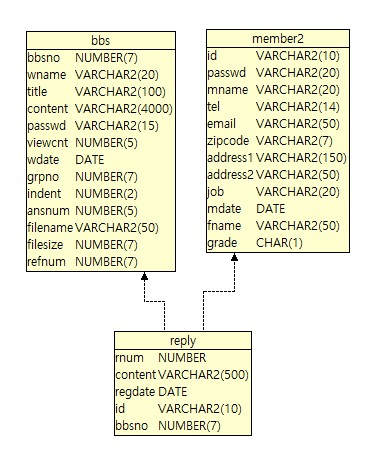 bbs
bbsno NUMBER(7)
wname VARCHAR2(20)
title VARCHAR2(100)
content VARCHAR2(4000)
passwd VARCHAR2(15)
viewcnt NUMBER(5)
wdate DATE
grpno NUMBER(7)
indent NUMBER(2)
ansnum NUMBER(5)
filename VARCHAR2(50)
filesize NUMBER(7)
refnum NUMBER(7)
member2
id VARCHAR2(10)
passwd VARCHAR2(20)
mname VARCHAR2(20)
tel VARCHAR2(14)
email VARCHAR2(50)
zipcode VARCHAR2(7)
address1 VARCHAR2(150)
address2 VARCHAR2(50)
job VARCHAR2(20)
mdate DATE
fname VARCHAR2(50)
grade CHAR(1)
reply
rnum NUMBER
content VARCHAR2(500)
regdate DATE
id VARCHAR2(10)
bbsno NUMBER(7)